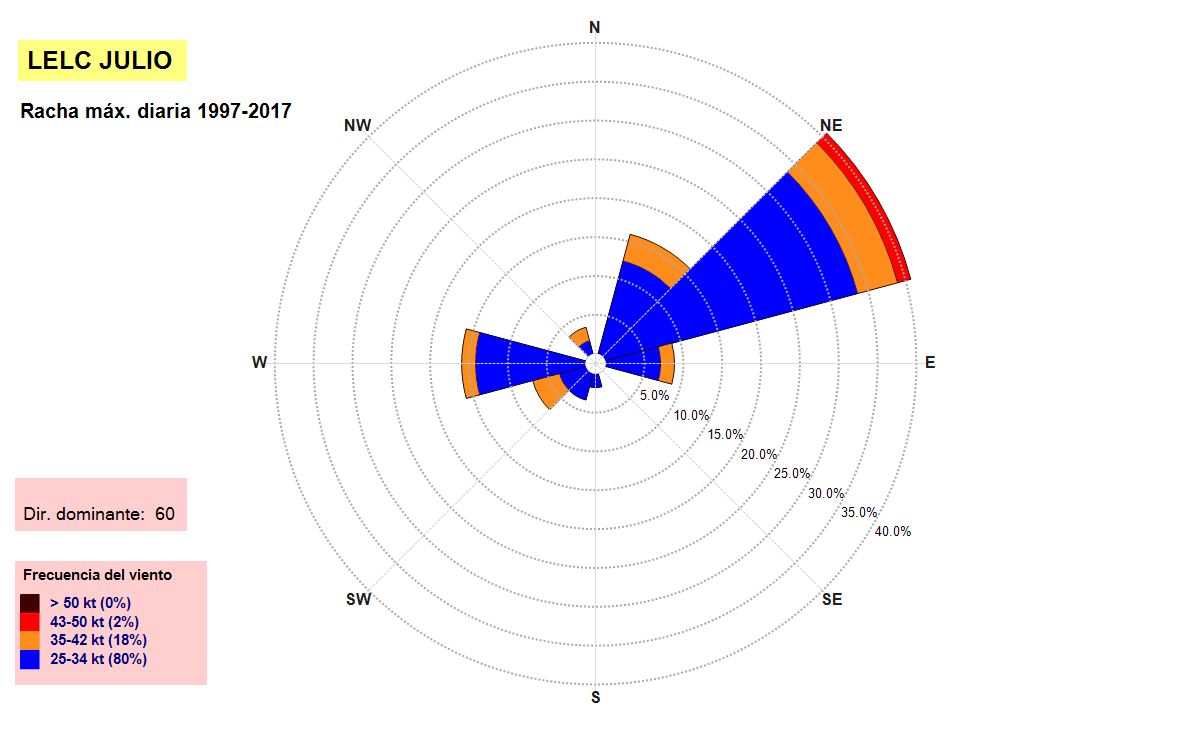 LELC JULIO
Racha máx. diaria 1997-2017
N
NE
E
SE
S
SW
W
NW
5.0%
10.0%
15.0%
20.0%
25.0%
30.0%
35.0%
40.0%
Dir. dominante:  60
Frecuencia del viento
> 50 kt (0%)
43-50 kt (2%)
35-42 kt (18%)
25-34 kt (80%)